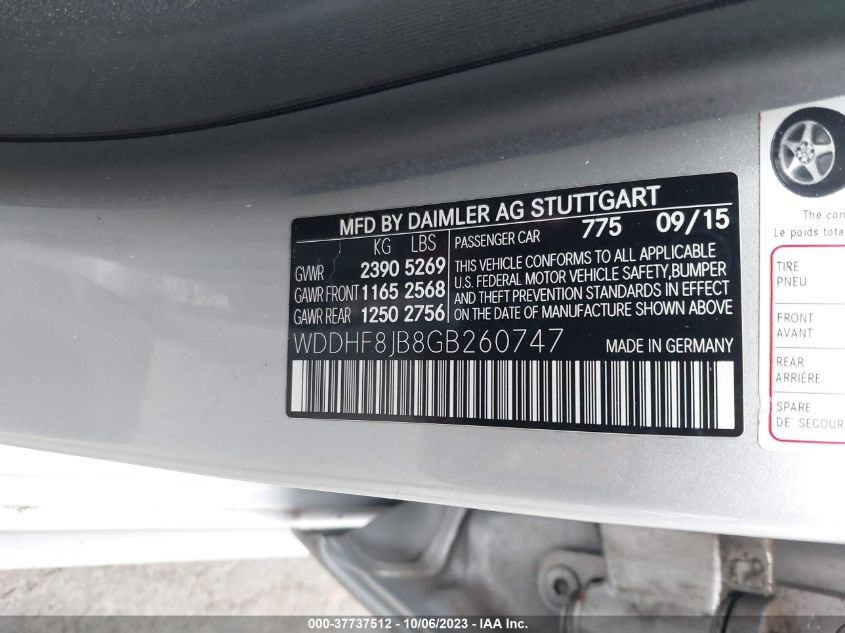 MFD BY DAIMLER AG STUTTGART
KG LBS
GVWR 2390 5269
GAWR FRONT 1165 2568
GAWR REAR 1250 2756
PASSENGER CAR 775 09/15
THIS VEHICLE CONFORMS TO ALL APPLICABLE
U.S. FEDERAL MOTOR VEHICLE SAFETY, BUMPER
AND THEFT PREVENTION STANDARDS IN EFFECT
ON THE DATE OF MANUFACTURE SHOWN ABOVE
WDDHF8JB8GB260747 MADE IN GERMANY
The com
Le poids tota
TIRE
PNEU
FRONT
AVANT
REAR
ARRIÈRE
SPARE
DE SECOUR
000-37737512 - 10/06/2023 - IAA Inc.